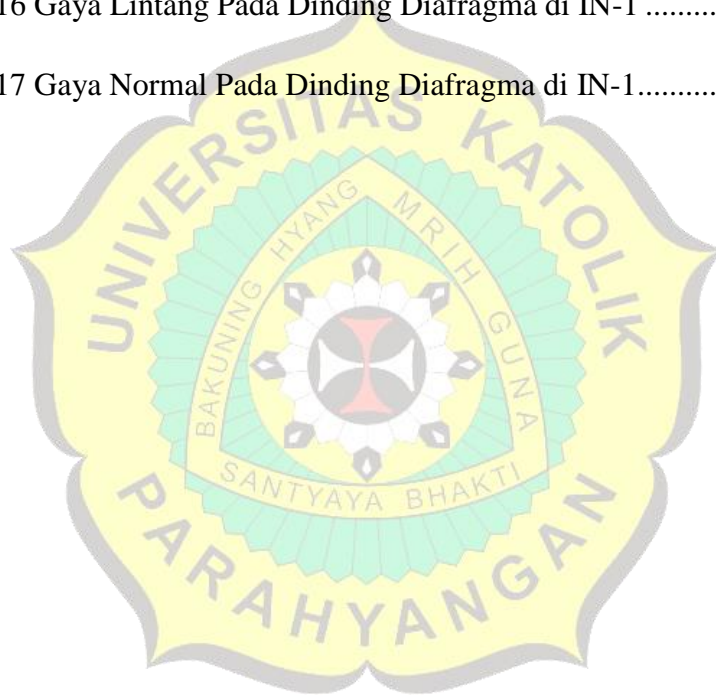 16 Gaya Lintang Pada Dinding Diafragma di IN-1 .........
17 Gaya Normal Pada Dinding Diafragma di IN-1..........
UNIVERSITAS KATOLIK
BAKUNING HYANG MRIH GUNA
SANTYAYA BHAKTI
PARAHYANGAN